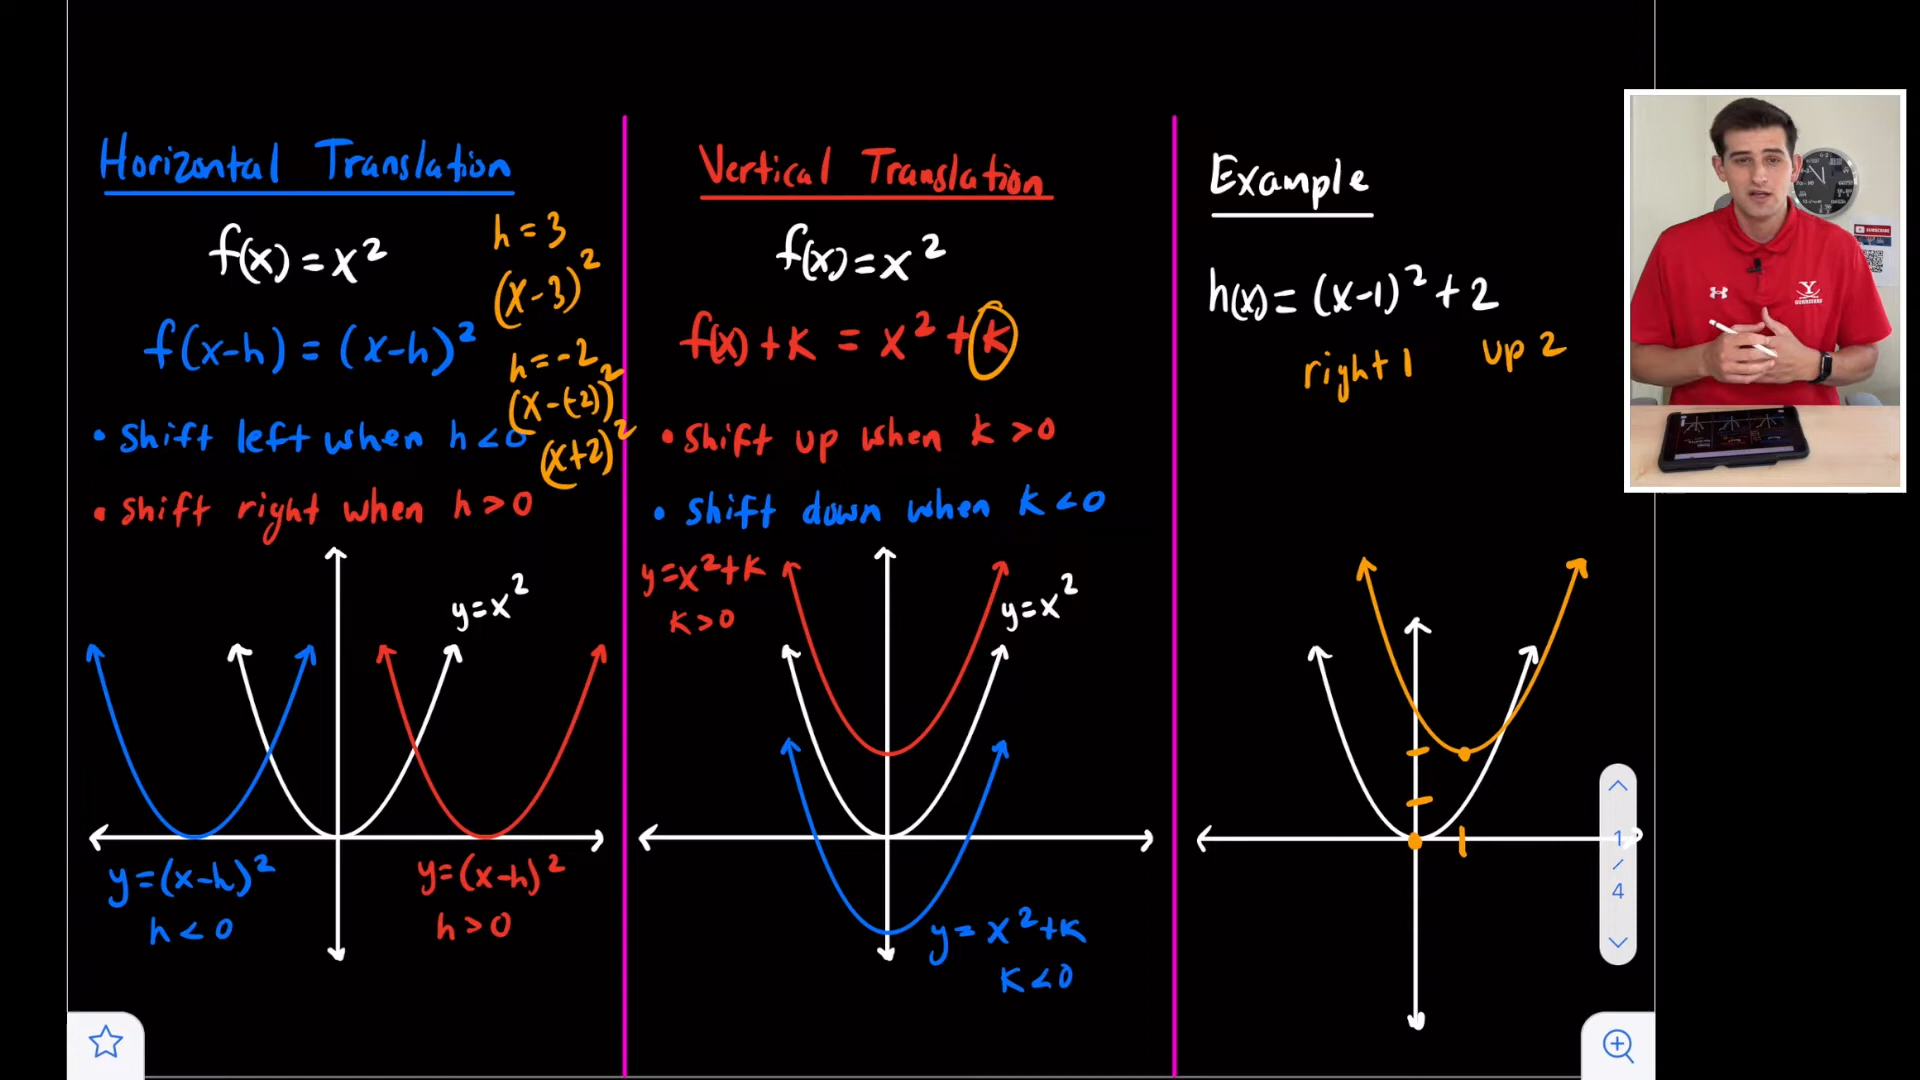 Horizontal Translation
f(x) = x²
h = 3
(x-3)²
f(x-h) = (x-h)²
h = -2
(x-(-2))²
(x+2)²
• shift left when h < 0
• shift right when h > 0
y = x²
y = (x-h)²
h < 0
y = (x-h)²
h > 0
Vertical Translation
f(x) = x²
f(x) + k = x² + k
• shift up when k > 0
• shift down when k < 0
y = x² + k
k > 0
y = x²
y = x² + k
k < 0
Example
h(x) = (x-1)² + 2
right 1 up 2
1
/
4
SUBSCRIBE
Y